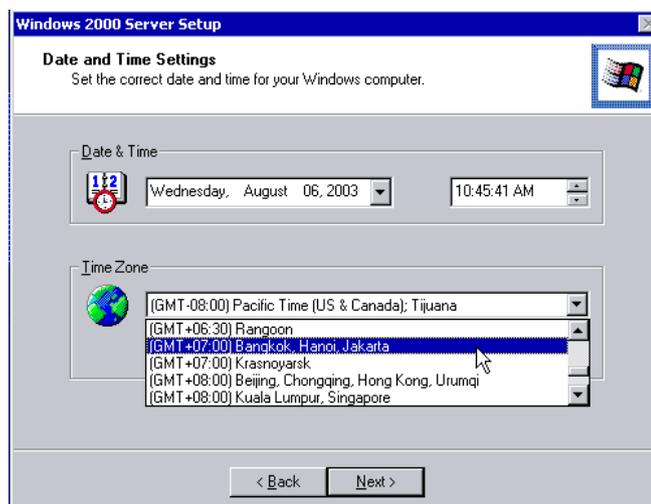 Windows 2000 Server Setup
Date and Time Settings
Set the correct date and time for your Windows computer.
Date & Time
Wednesday, August 06, 2003
10:45:41 AM
Time Zone
(GMT-08:00) Pacific Time (US & Canada); Tijuana
(GMT+06:30) Rangoon
(GMT+07:00) Bangkok, Hanoi, Jakarta
(GMT+07:00) Krasnoyarsk
(GMT+08:00) Beijing, Chongqing, Hong Kong, Urumqi
(GMT+08:00) Kuala Lumpur, Singapore
< Back
Next >